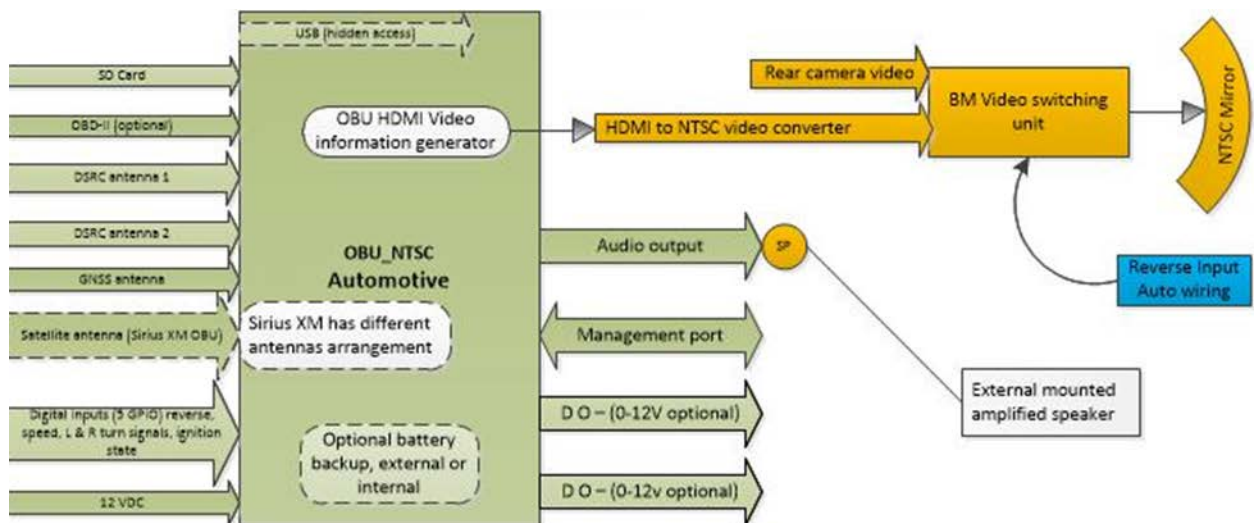 USB (hidden access)
SD Card
OBD-II (optional)
DSRC antenna 1
DSRC antenna 2
GNSS antenna
Satellite antenna (Sirius XM OBU)
Digital inputs (5 GPIO) reverse,
speed, L & R turn signals, ignition
state
12 VDC
OBU HDMI Video
information generator
OBU_NTSC
Automotive
Sirius XM has different
antennas arrangement
Optional battery
backup, external or
internal
Rear camera video
HDMI to NTSC video converter
BM Video switching
unit
NTSC Mirror
Audio output
SP
Reverse Input
Auto wiring
Management port
D O – (0-12V optional)
D O – (0-12v optional)
External mounted
amplified speaker